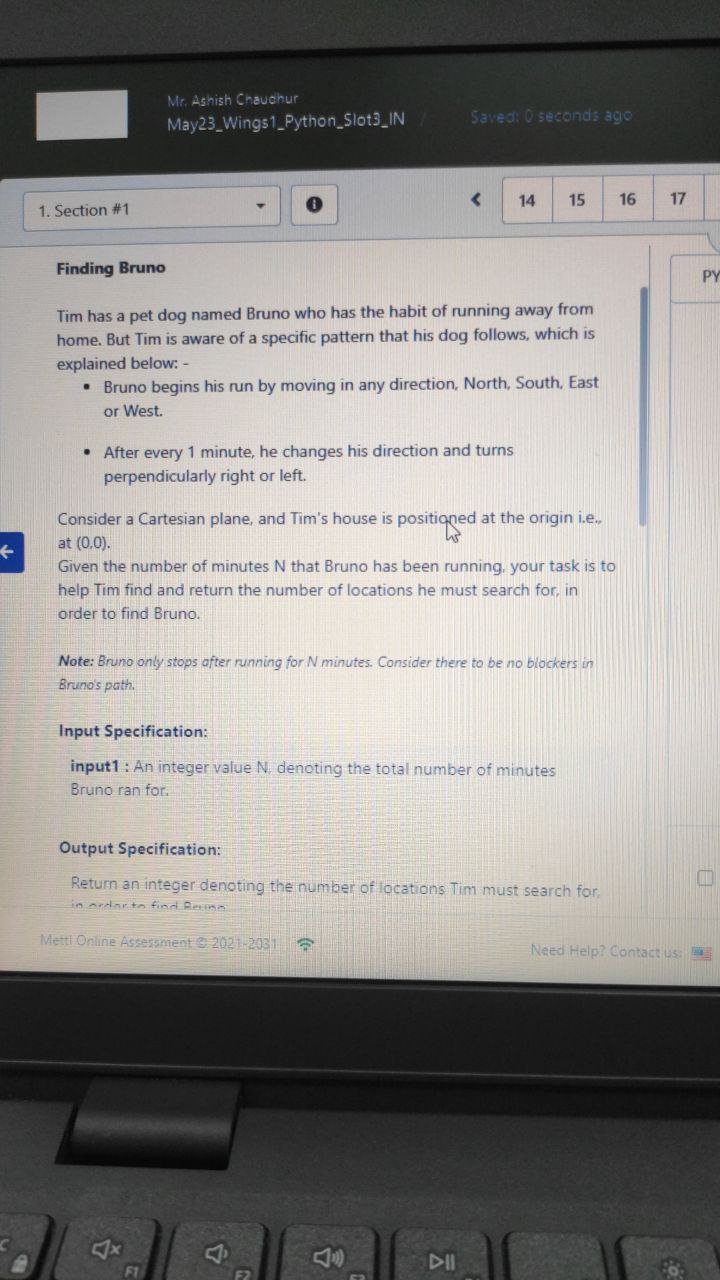 Mr. Ashish Chaudhur
May23_Wings1_Python_Slot3_IN / Saved: 0 seconds ago
1. Section #1 14 15 16 17
PY
Finding Bruno
Tim has a pet dog named Bruno who has the habit of running away from
home. But Tim is aware of a specific pattern that his dog follows, which is
explained below: -
• Bruno begins his run by moving in any direction, North, South, East
or West.
• After every 1 minute, he changes his direction and turns
perpendicularly right or left.
Consider a Cartesian plane, and Tim's house is positioned at the origin i.e.,
at (0,0).
Given the number of minutes N that Bruno has been running, your task is to
help Tim find and return the number of locations he must search for, in
order to find Bruno.
Note: Bruno only stops after running for N minutes. Consider there to be no blockers in
Bruno's path.
Input Specification:
input1 : An integer value N, denoting the total number of minutes
Bruno ran for.
Output Specification:
Return an integer denoting the number of locations Tim must search for,
in order to find Bruno
Mettl Online Assessment © 2021-2031
Need Help? Contact us:
C
F1
F2